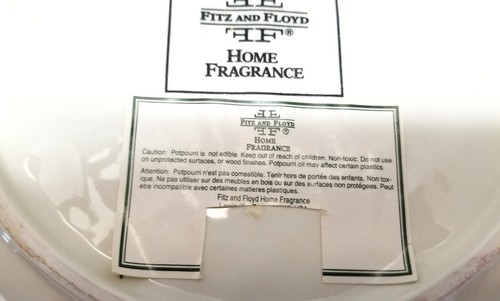 FITZ AND FLOYD
FF®
HOME
FRAGRANCE
FF
FITZ AND FLOYD
FF®
HOME
FRAGRANCE
Caution: Potpourri is not edible. Keep out of reach of children. Non-toxic. Do not use
on unprotected surfaces, or wood finishes. Potpourri oil may affect certain plastics.
Attention: Potpourri n'est pas comestible. Tenir hors de portée des enfants. Non tox-
ique. Ne pas utiliser sur des meubles en bois ou sur des surfaces non protégees. Peut
être incompatible avec certaines matieres plastiques.
Fitz and Floyd Home Fragrance